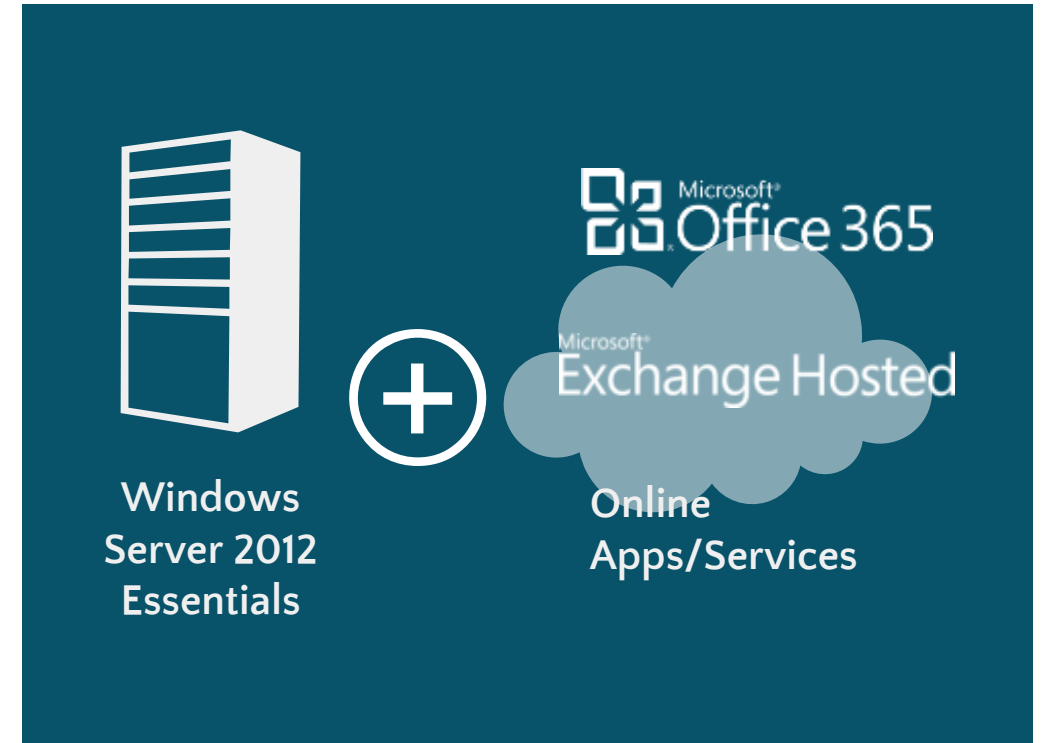 Microsoft®
Office 365
Microsoft®
Exchange Hosted
Windows
Server 2012
Essentials
Online
Apps/Services